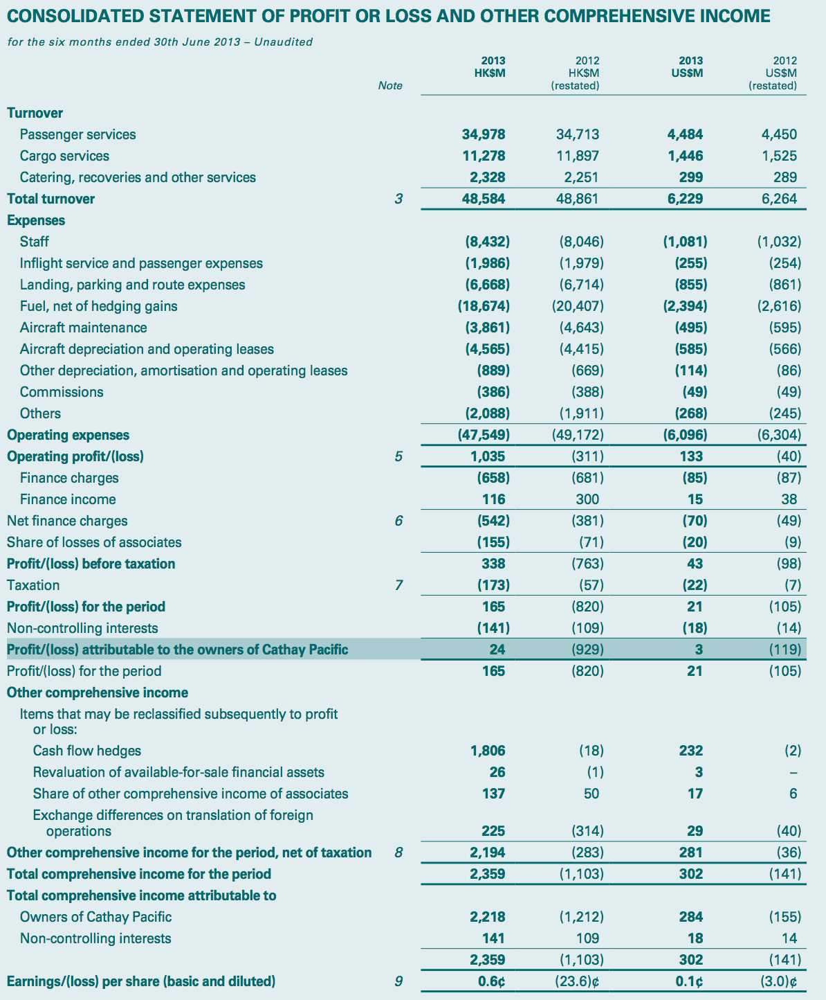 CONSOLIDATED STATEMENT OF PROFIT OR LOSS AND OTHER COMPREHENSIVE INCOME
for the six months ended 30th June 2013 – Unaudited
2013 2012 2013 2012
HK$M HK$M US$M US$M
Note (restated) (restated)
Turnover
Passenger services 34,978 34,713 4,484 4,450
Cargo services 11,278 11,897 1,446 1,525
Catering, recoveries and other services 2,328 2,251 299 289
Total turnover 3 48,584 48,861 6,229 6,264
Expenses
Staff (8,432) (8,046) (1,081) (1,032)
Inflight service and passenger expenses (1,986) (1,979) (255) (254)
Landing, parking and route expenses (6,668) (6,714) (855) (861)
Fuel, net of hedging gains (18,674) (20,407) (2,394) (2,616)
Aircraft maintenance (3,861) (4,643) (495) (595)
Aircraft depreciation and operating leases (4,565) (4,415) (585) (566)
Other depreciation, amortisation and operating leases (889) (669) (114) (86)
Commissions (386) (388) (49) (49)
Others (2,088) (1,911) (268) (245)
Operating expenses (47,549) (49,172) (6,096) (6,304)
Operating profit/(loss) 5 1,035 (311) 133 (40)
Finance charges (658) (681) (85) (87)
Finance income 116 300 15 38
Net finance charges 6 (542) (381) (70) (49)
Share of losses of associates (155) (71) (20) (9)
Profit/(loss) before taxation 338 (763) 43 (98)
Taxation 7 (173) (57) (22) (7)
Profit/(loss) for the period 165 (820) 21 (105)
Non-controlling interests (141) (109) (18) (14)
Profit/(loss) attributable to the owners of Cathay Pacific 24 (929) 3 (119)
Profit/(loss) for the period 165 (820) 21 (105)
Other comprehensive income
Items that may be reclassified subsequently to profit
or loss:
Cash flow hedges 1,806 (18) 232 (2)
Revaluation of available-for-sale financial assets 26 (1) 3 –
Share of other comprehensive income of associates 137 50 17 6
Exchange differences on translation of foreign
operations 225 (314) 29 (40)
Other comprehensive income for the period, net of taxation 8 2,194 (283) 281 (36)
Total comprehensive income for the period 2,359 (1,103) 302 (141)
Total comprehensive income attributable to
Owners of Cathay Pacific 2,218 (1,212) 284 (155)
Non-controlling interests 141 109 18 14
2,359 (1,103) 302 (141)
Earnings/(loss) per share (basic and diluted) 9 0.6¢ (23.6)¢ 0.1¢ (3.0)¢